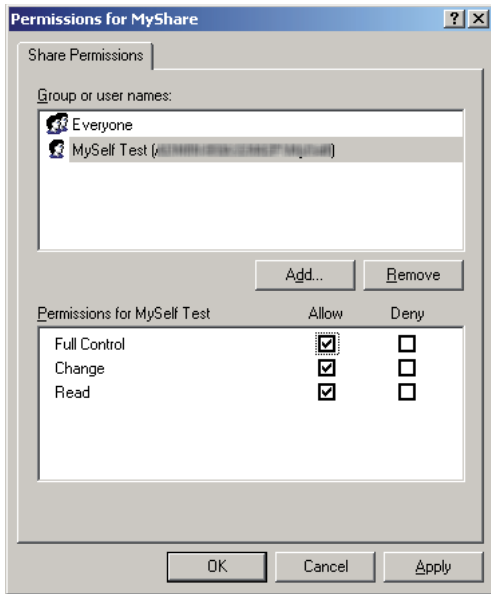 Permissions for MyShare
Share Permissions
Group or user names:
Everyone
MySelf Test (
Add... Remove
Permissions for MySelf Test Allow Deny
Full Control
Change
Read
OK Cancel Apply